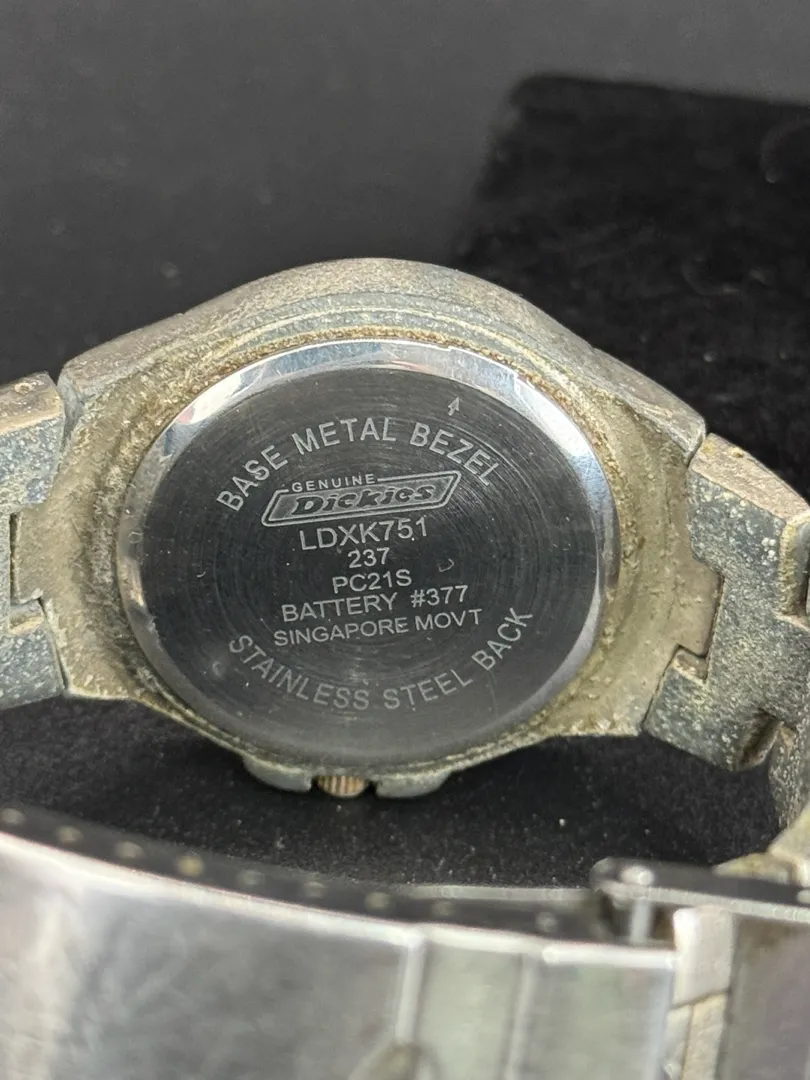 BASE METAL BEZEL
GENUINE
Dickies
LDXK751
237
PC21S
BATTERY #377
SINGAPORE MOVT
STAINLESS STEEL BACK